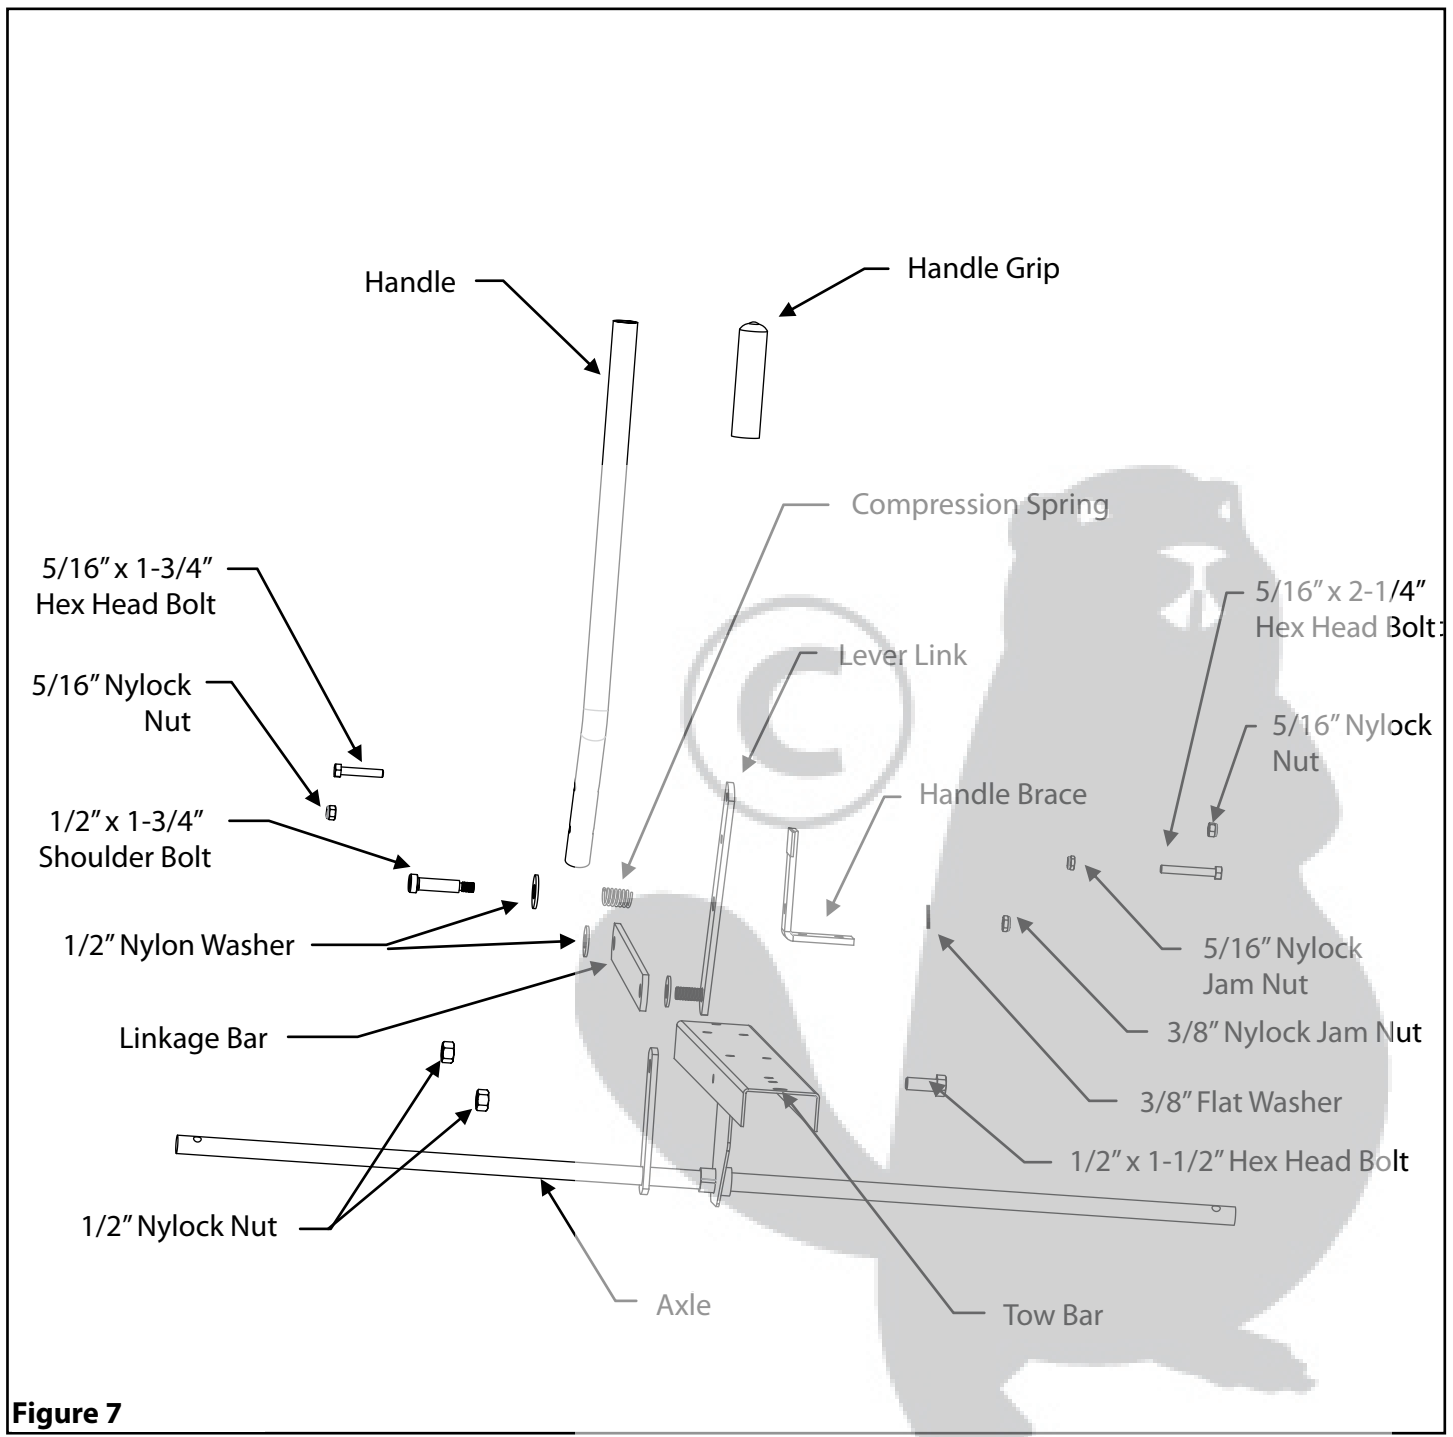 Handle
Handle Grip
Compression Spring
5/16” x 1-3/4”
Hex Head Bolt
5/16” x 2-1/4”
Hex Head Bolt
Lever Link
5/16” Nylock
Nut
5/16” Nylock
Nut
Handle Brace
1/2” x 1-3/4”
Shoulder Bolt
1/2” Nylon Washer
5/16” Nylock
Jam Nut
Linkage Bar
3/8” Nylock Jam Nut
3/8” Flat Washer
1/2” x 1-1/2” Hex Head Bolt
1/2” Nylock Nut
Axle
Tow Bar
Figure 7
©